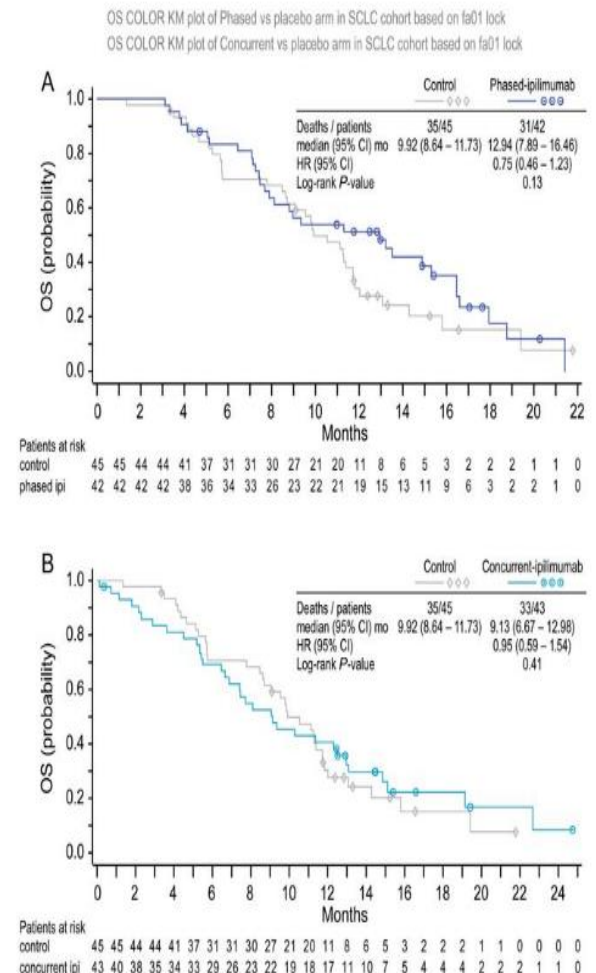 OS COLOR KM plot of Phased vs placebo arm in SCLC cohort based on fa01 lock
OS COLOR KM plot of Concurrent vs placebo arm in SCLC cohort based on fa01 lock
A
Control Phased-ipilimumab
Deaths / patients 35/45 31/42
median (95% CI) mo 9.92 (8.64 – 11.73) 12.94 (7.89 – 16.46)
HR (95% CI) 0.75 (0.46 – 1.23)
Log-rank P-value 0.13
OS (probability)
1.0
0.8
0.6
0.4
0.2
0.0
0 2 4 6 8 10 12 14 16 18 20 22
Months
Patients at risk
control 45 45 44 44 41 37 31 31 30 27 21 20 11 8 6 5 3 2 2 2 1 1 0
phased ipi 42 42 42 42 38 36 34 33 26 23 22 21 19 15 13 11 9 6 3 2 2 1 0
B
Control Concurrent-ipilimumab
Deaths / patients 35/45 33/43
median (95% CI) mo 9.92 (8.64 – 11.73) 9.13 (6.67 – 12.98)
HR (95% CI) 0.95 (0.59 – 1.54)
Log-rank P-value 0.41
OS (probability)
1.0
0.8
0.6
0.4
0.2
0.0
0 2 4 6 8 10 12 14 16 18 20 22 24
Months
Patients at risk
control 45 45 44 44 41 37 31 31 30 27 21 20 11 8 6 5 3 2 2 2 1 1 0 0 0 0
concurrent ipi 43 40 38 35 34 33 29 26 23 22 19 18 17 11 10 7 5 4 4 4 2 2 2 1 1 0